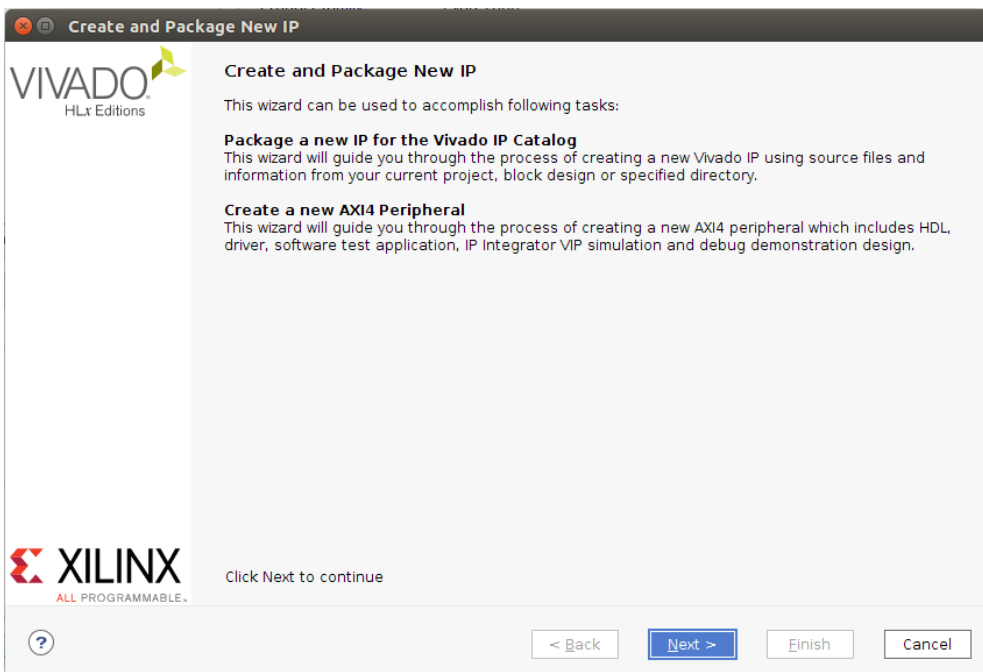 Create and Package New IP
VIVADO.
HLx Editions
Create and Package New IP
This wizard can be used to accomplish following tasks:
Package a new IP for the Vivado IP Catalog
This wizard will guide you through the process of creating a new Vivado IP using source files and
information from your current project, block design or specified directory.
Create a new AXI4 Peripheral
This wizard will guide you through the process of creating a new AXI4 peripheral which includes HDL,
driver, software test application, IP Integrator VIP simulation and debug demonstration design.
XILINX
ALL PROGRAMMABLE™
Click Next to continue
?
< Back
Next >
Finish
Cancel